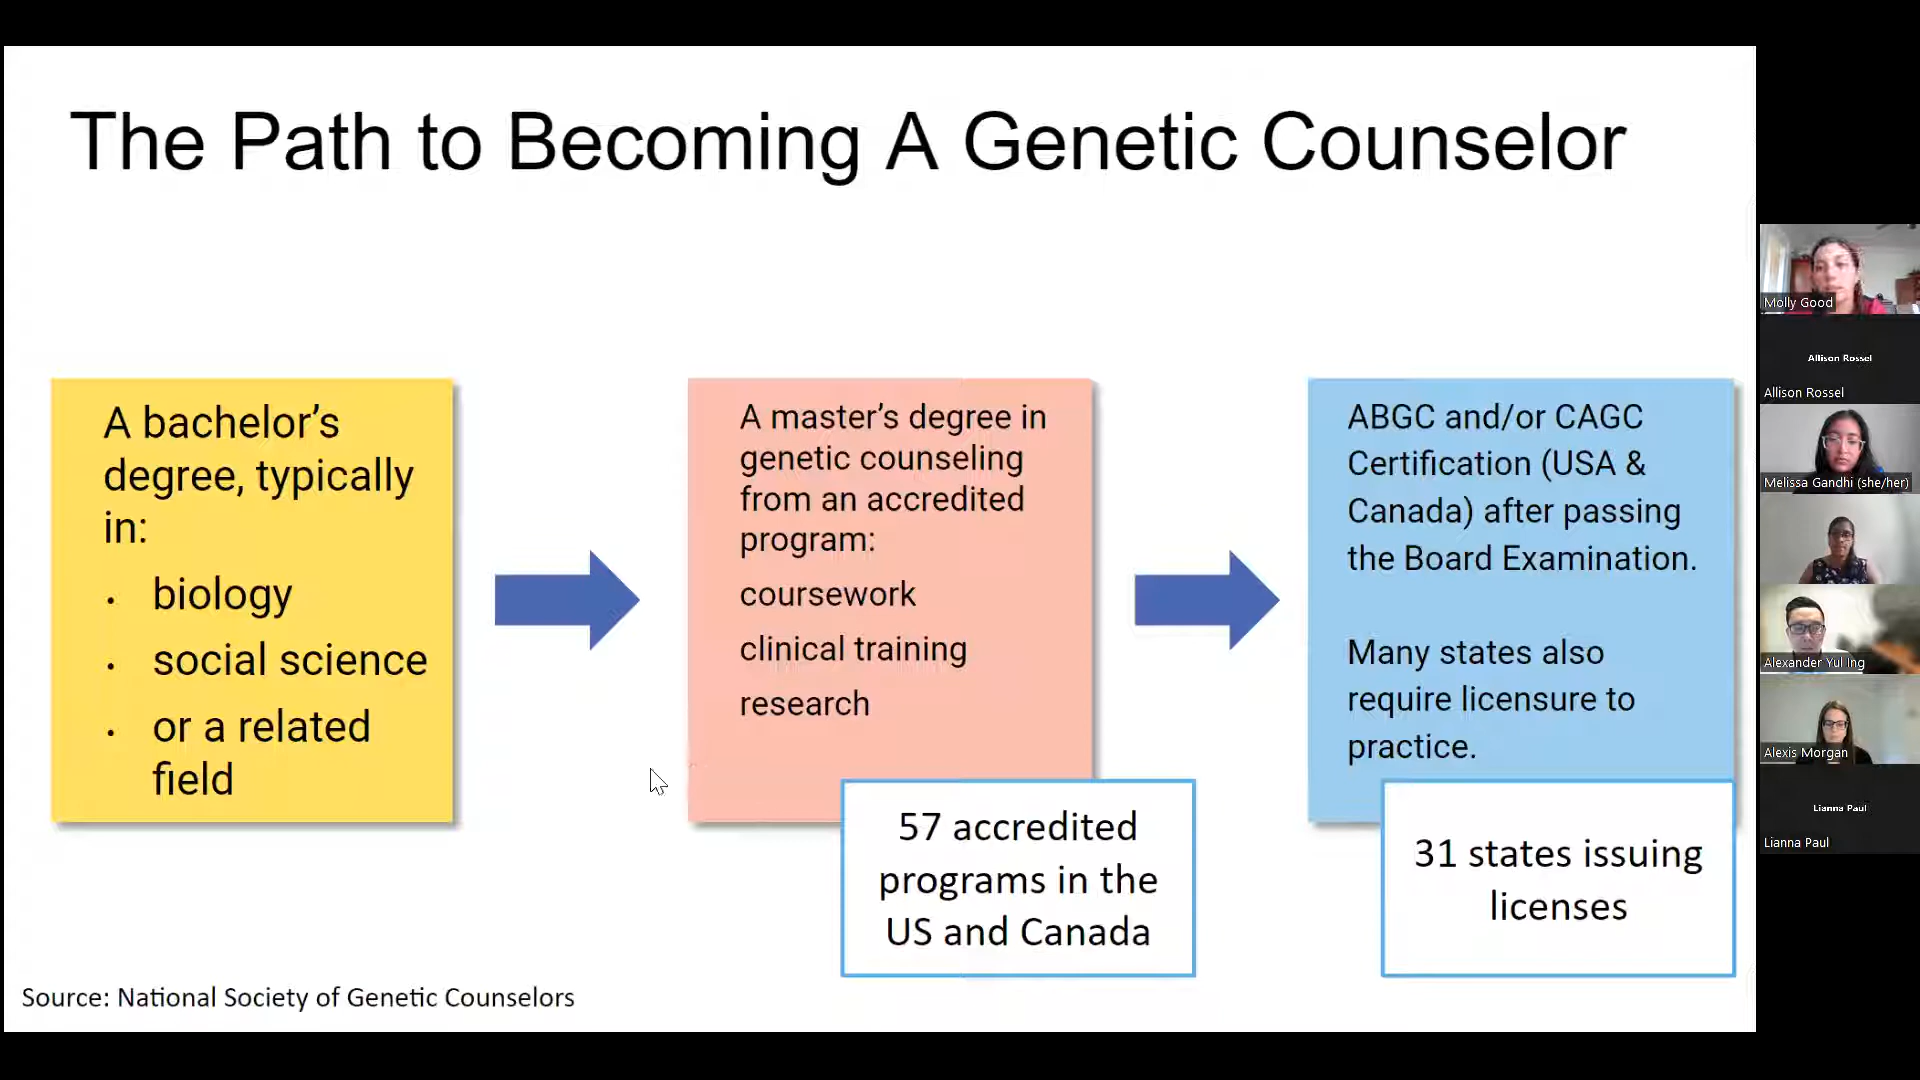 The Path to Becoming A Genetic Counselor
A bachelor’s
degree, typically
in:
• biology
• social science
• or a related
field
A master’s degree in
genetic counseling
from an accredited
program:
coursework
clinical training
research
57 accredited
programs in the
US and Canada
ABGC and/or CAGC
Certification (USA &
Canada) after passing
the Board Examination.
Many states also
require licensure to
practice.
31 states issuing
licenses
Source: National Society of Genetic Counselors
Molly Good
Allison Rossel
Allison Rossel
Melissa Gandhi (she/her)
Alexander Yul Ing
Alexis Morgan
Lianna Paul
Lianna Paul